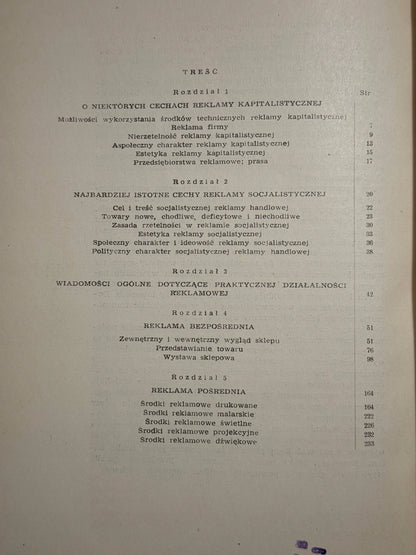 TREŚĆ
Rozdział 1
Str
O NIEKTÓRYCH CECHACH REKLAMY KAPITALISTYCZNEJ
Możliwości wykorzystania środków technicznych reklamy kapitalistycznej
Reklama firmy 7
Nierzetelność reklamy kapitalistycznej 9
Aspołeczny charakter reklamy kapitalistycznej 13
Estetyka reklamy kapitalistycznej 15
Przedsiębiorstwa reklamowe; prasa 17
Rozdział 2
NAJBARDZIEJ ISTOTNE CECHY REKLAMY SOCJALISTYCZNEJ 20
Cel i treść socjalistycznej reklamy handlowej 22
Towary nowe, chodliwe, deficytowe i niechodliwe 23
Zasada rzetelności w reklamie socjalistycznej 30
Estetyka reklamy socjalistycznej 33
Społeczny charakter i ideowość reklamy socjalistycznej 36
Polityczny charakter socjalistycznej reklamy handlowej 38
Rozdział 3
WIADOMOŚCI OGÓLNE DOTYCZĄCE PRAKTYCZNEJ DZIAŁALNOŚCI
REKLAMOWEJ 42
Rozdział 4
REKLAMA BEZPOŚREDNIA 51
Zewnętrzny i wewnętrzny wygląd sklepu 51
Przedstawianie towaru 76
Wystawa sklepowa 98
Rozdział 5
REKLAMA POŚREDNIA 164
Środki reklamowe drukowane 164
Środki reklamowe malarskie 222
Środki reklamowe świetlne 226
Środki reklamowe projekcyjne 232
Środki reklamowe dźwiękowe 233